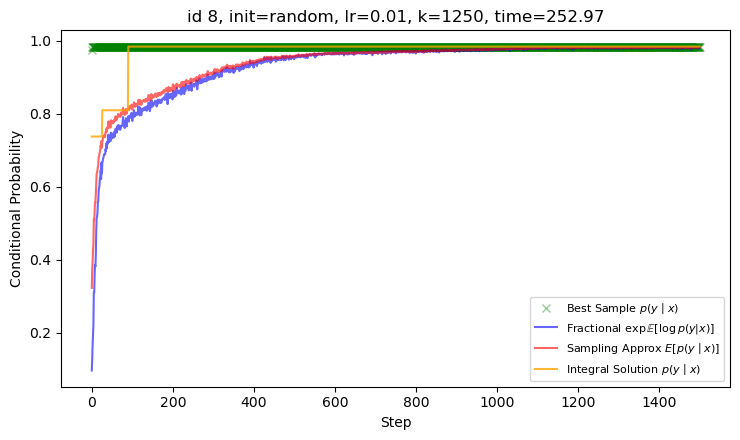 id 8, init=random, lr=0.01, k=1250, time=252.97
Conditional Probability
1.0
0.8
0.6
0.4
0.2
Best Sample p(y | x)
Fractional exp𝔼[log p(y|x)]
Sampling Approx E[p(y | x)]
Integral Solution p(y | x)
0 200 400 600 800 1000 1200 1400
Step